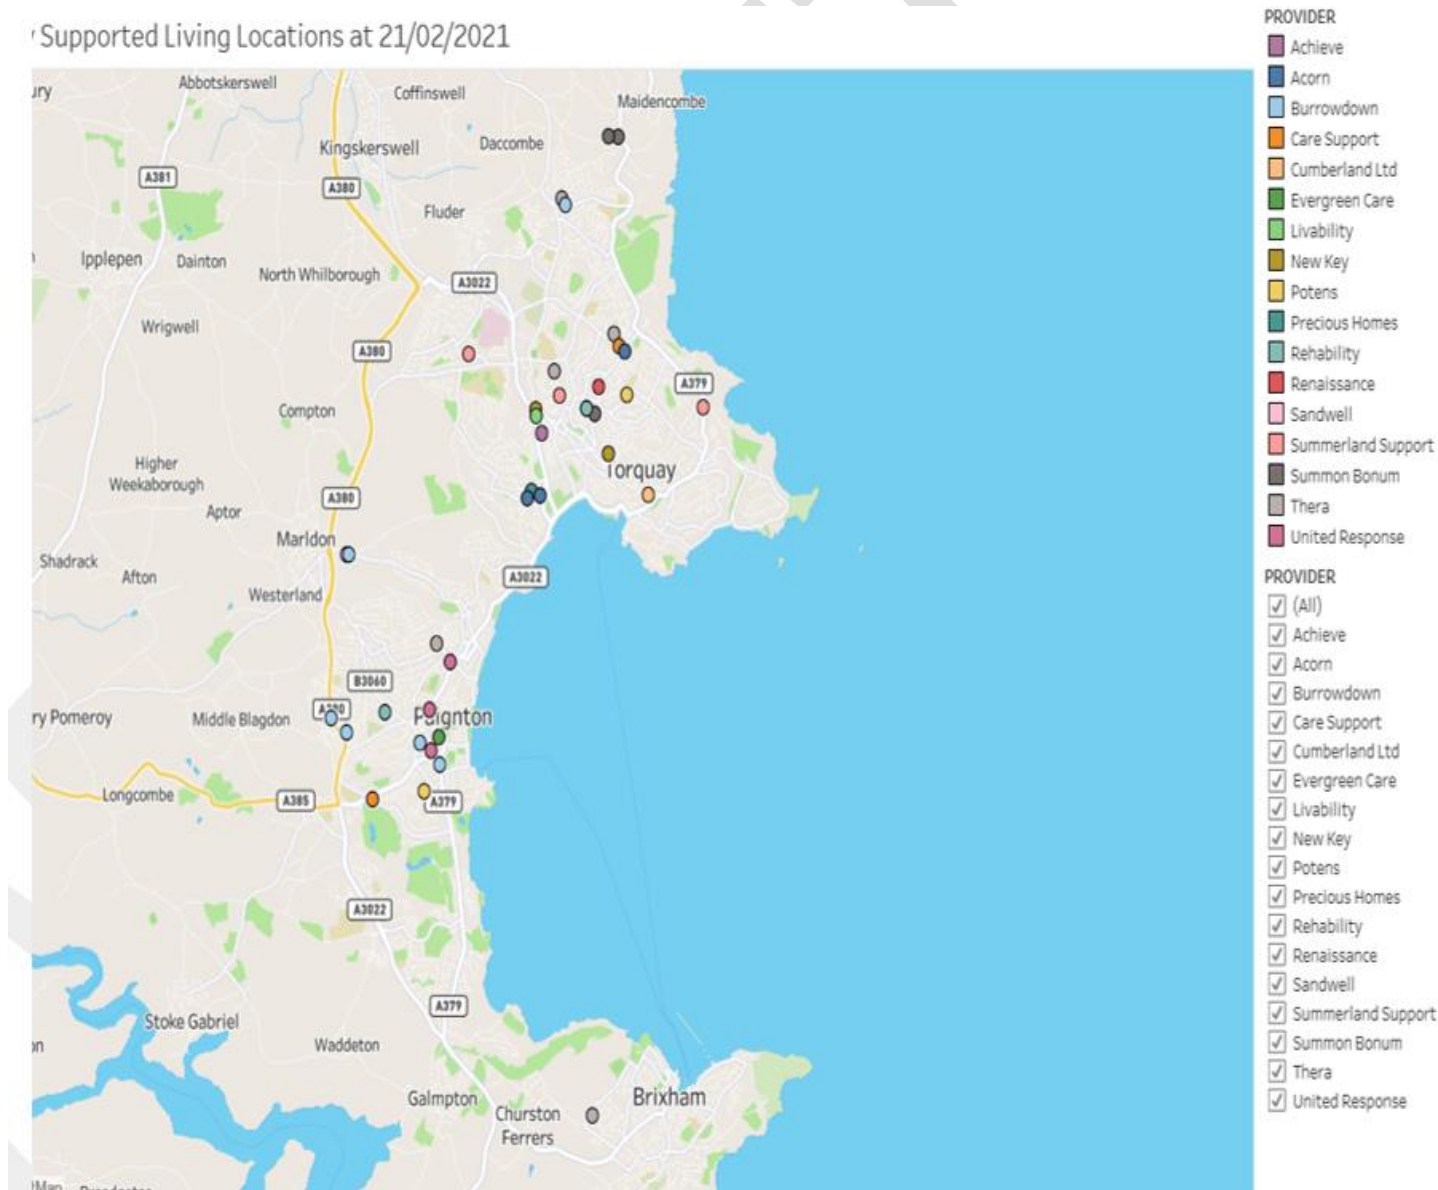 Supported Living Locations at 21/02/2021
Abbotskerswell
Coffinswell
Maidencombe
Kingskerswell
Daccombe
A381
A380
Fluder
Ipplepen
Dainton
North Whilborough
A3022
Wrigwell
A380
A379
Compton
Higher
Weekaborough
Torquay
A380
Aptor
Marldon
Shadrack
Afton
A3022
Westerland
B3060
A380
ry Pomeroy
Middle Blagdon
Paignton
Longcombe
A385
A379
A3022
A379
Stoke Gabriel
Waddeton
Galmpton
Brixham
Churston
Ferrers
PROVIDER
Achieve
Acorn
Burrowdown
Care Support
Cumberland Ltd
Evergreen Care
Livability
New Key
Potens
Precious Homes
Rehability
Renaissance
Sandwell
Summerland Support
Summon Bonum
Thera
United Response
PROVIDER
(All)
Achieve
Acorn
Burrowdown
Care Support
Cumberland Ltd
Evergreen Care
Livability
New Key
Potens
Precious Homes
Rehability
Renaissance
Sandwell
Summerland Support
Summon Bonum
Thera
United Response